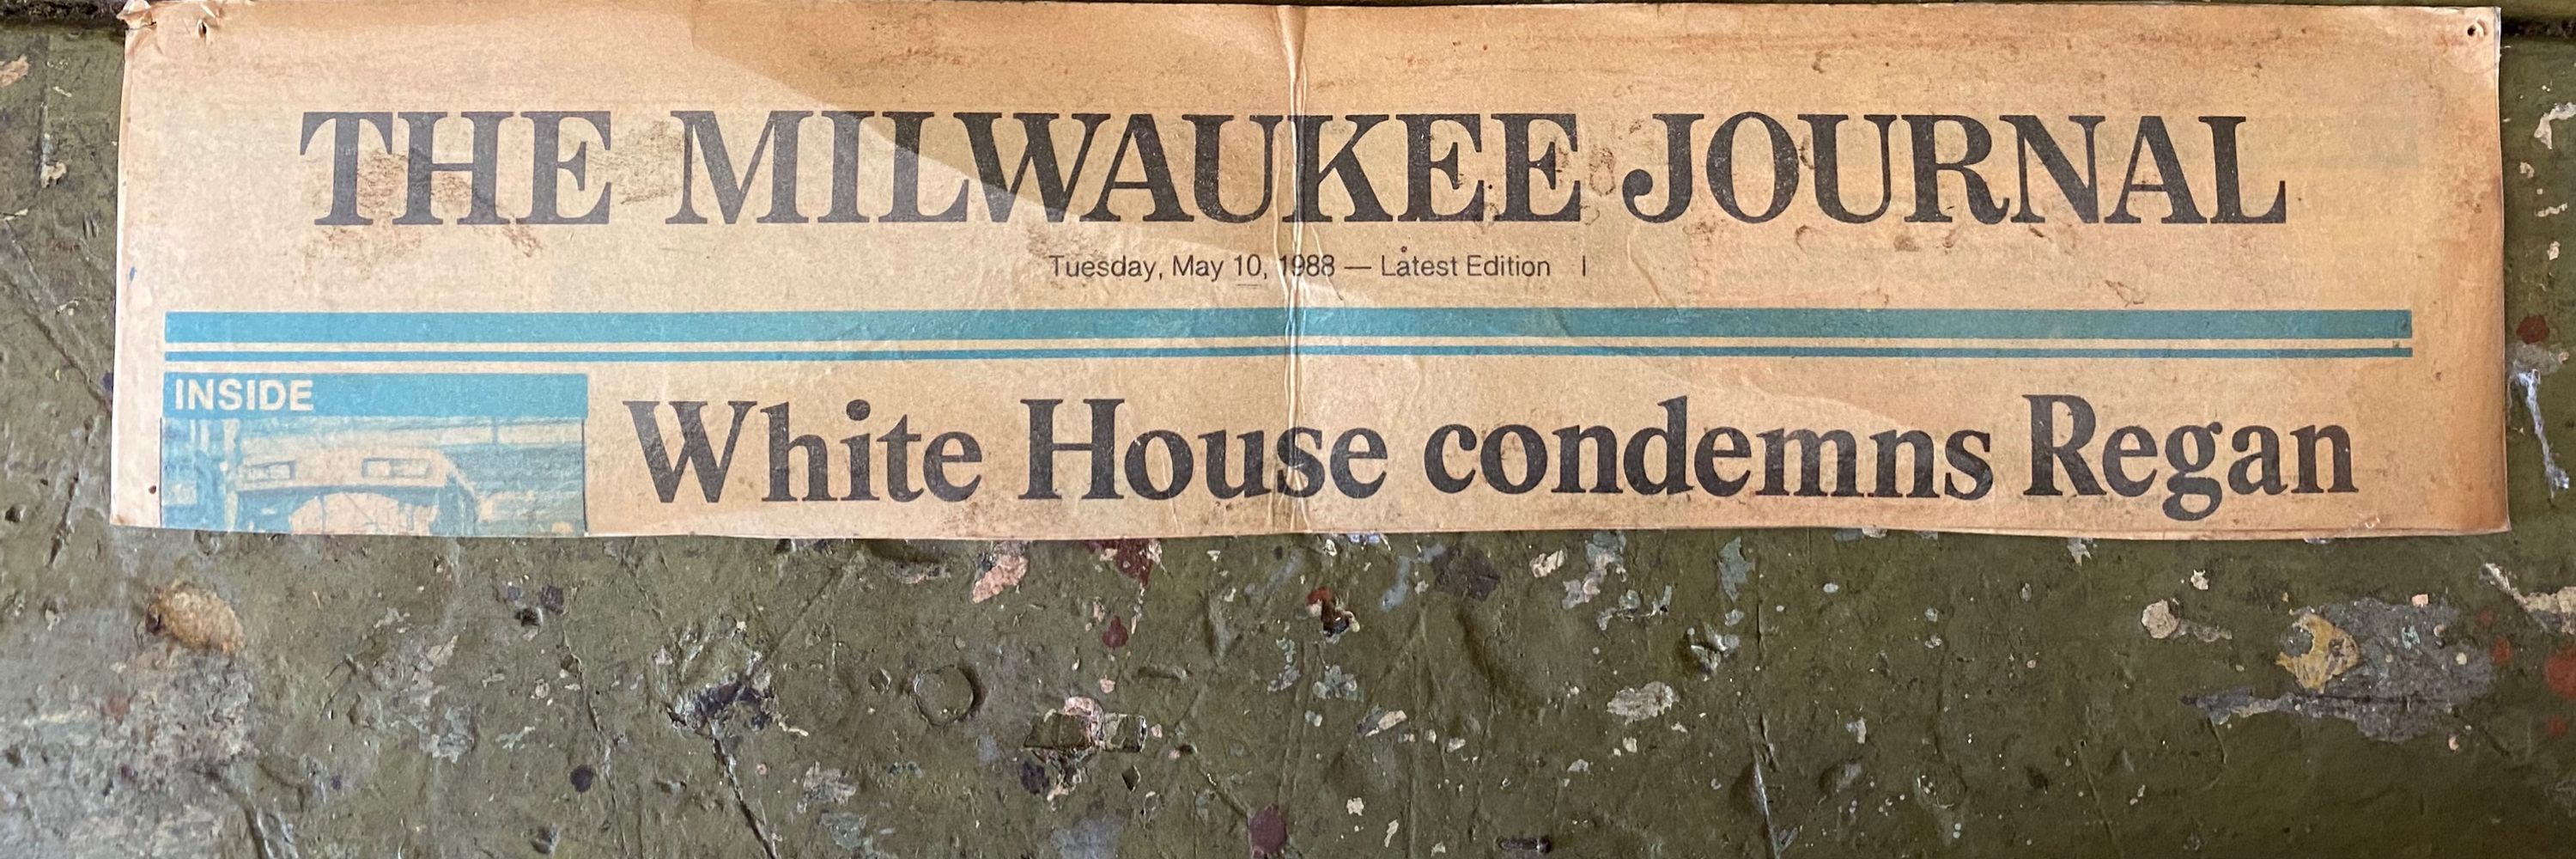 THE MILWAUKEE JOURNAL
Tuesday, May 10, 1988 — Latest Edition
INSIDE
White House condemns Regan